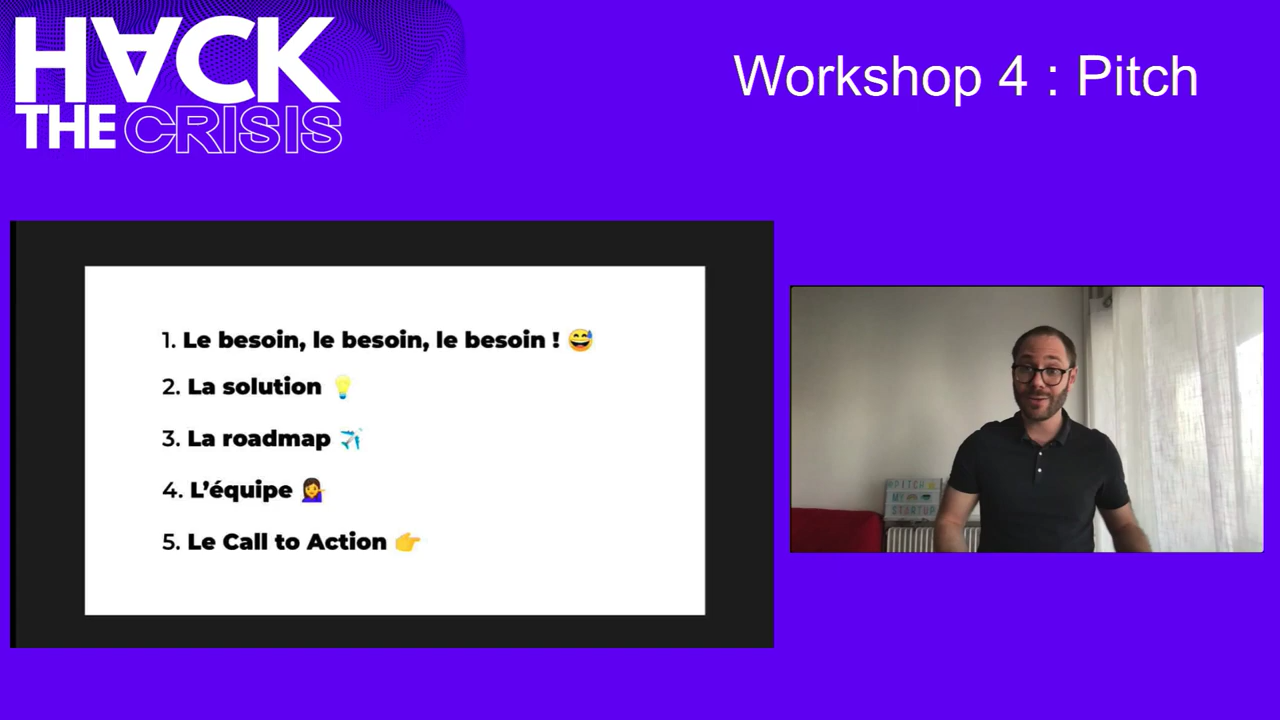 HACK
THE CRISIS
Workshop 4 : Pitch
1. Le besoin, le besoin, le besoin ! 😅
2. La solution 💡
3. La roadmap ✈️
4. L’équipe 🤷‍♀️
5. Le Call to Action 👉
#PITCH
MY
STARTUP